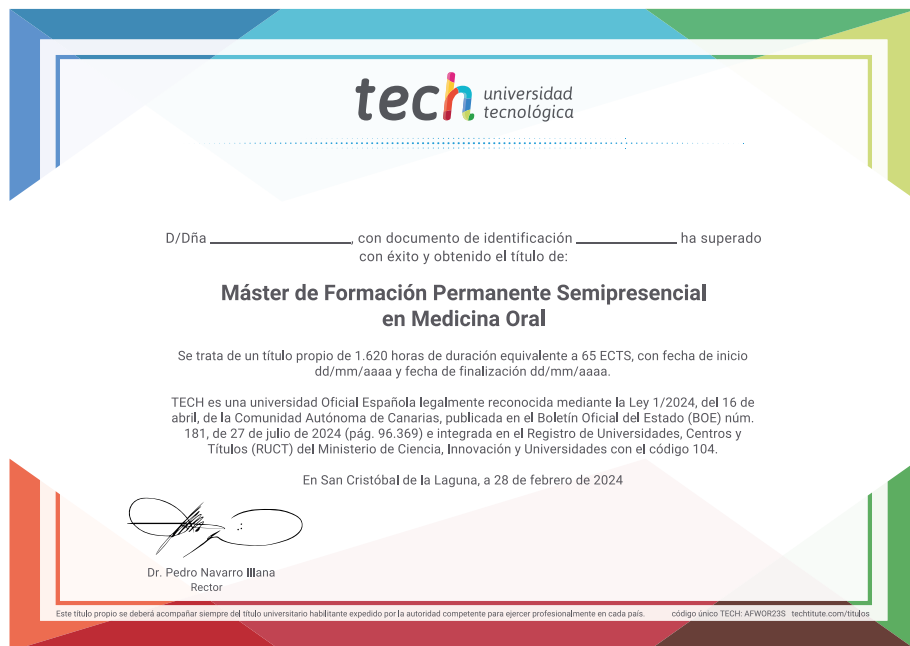 tech universidad
tecnológica
D/Dña ______________, con documento de identificación ____________ ha superado
con éxito y obtenido el título de:
Máster de Formación Permanente Semipresencial
en Medicina Oral
Se trata de un título propio de 1.620 horas de duración equivalente a 65 ECTS, con fecha de inicio
dd/mm/aaaa y fecha de finalización dd/mm/aaaa.
TECH es una universidad Oficial Española legalmente reconocida mediante la Ley 1/2024, del 16 de
abril, de la Comunidad Autónoma de Canarias, publicada en el Boletín Oficial del Estado (BOE) núm.
181, de 27 de julio de 2024 (pág. 96.369) e integrada en el Registro de Universidades, Centros y
Títulos (RUCT) del Ministerio de Ciencia, Innovación y Universidades con el código 104.
En San Cristóbal de la Laguna, a 28 de febrero de 2024
Dr. Pedro Navarro Illana
Rector
Este título propio se deberá acompañar siempre del título universitario habilitante expedido por la autoridad competente para ejercer profesionalmente en cada país. código único TECH: AFWOR23S techtitute.com/titulos